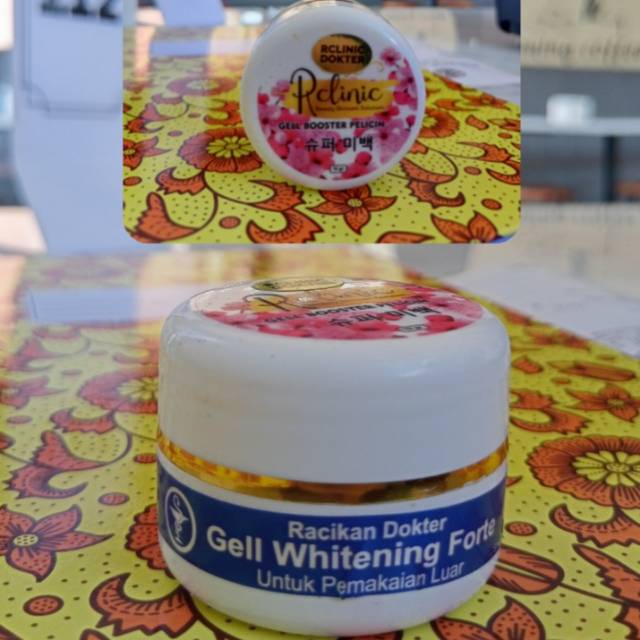 RCLINIC
DOKTER
Rclinic
GELL BOOSTER PELICIN
슈퍼 미백
Racikan Dokter
Gell Whitening Forte
Untuk Pemakaian Luar